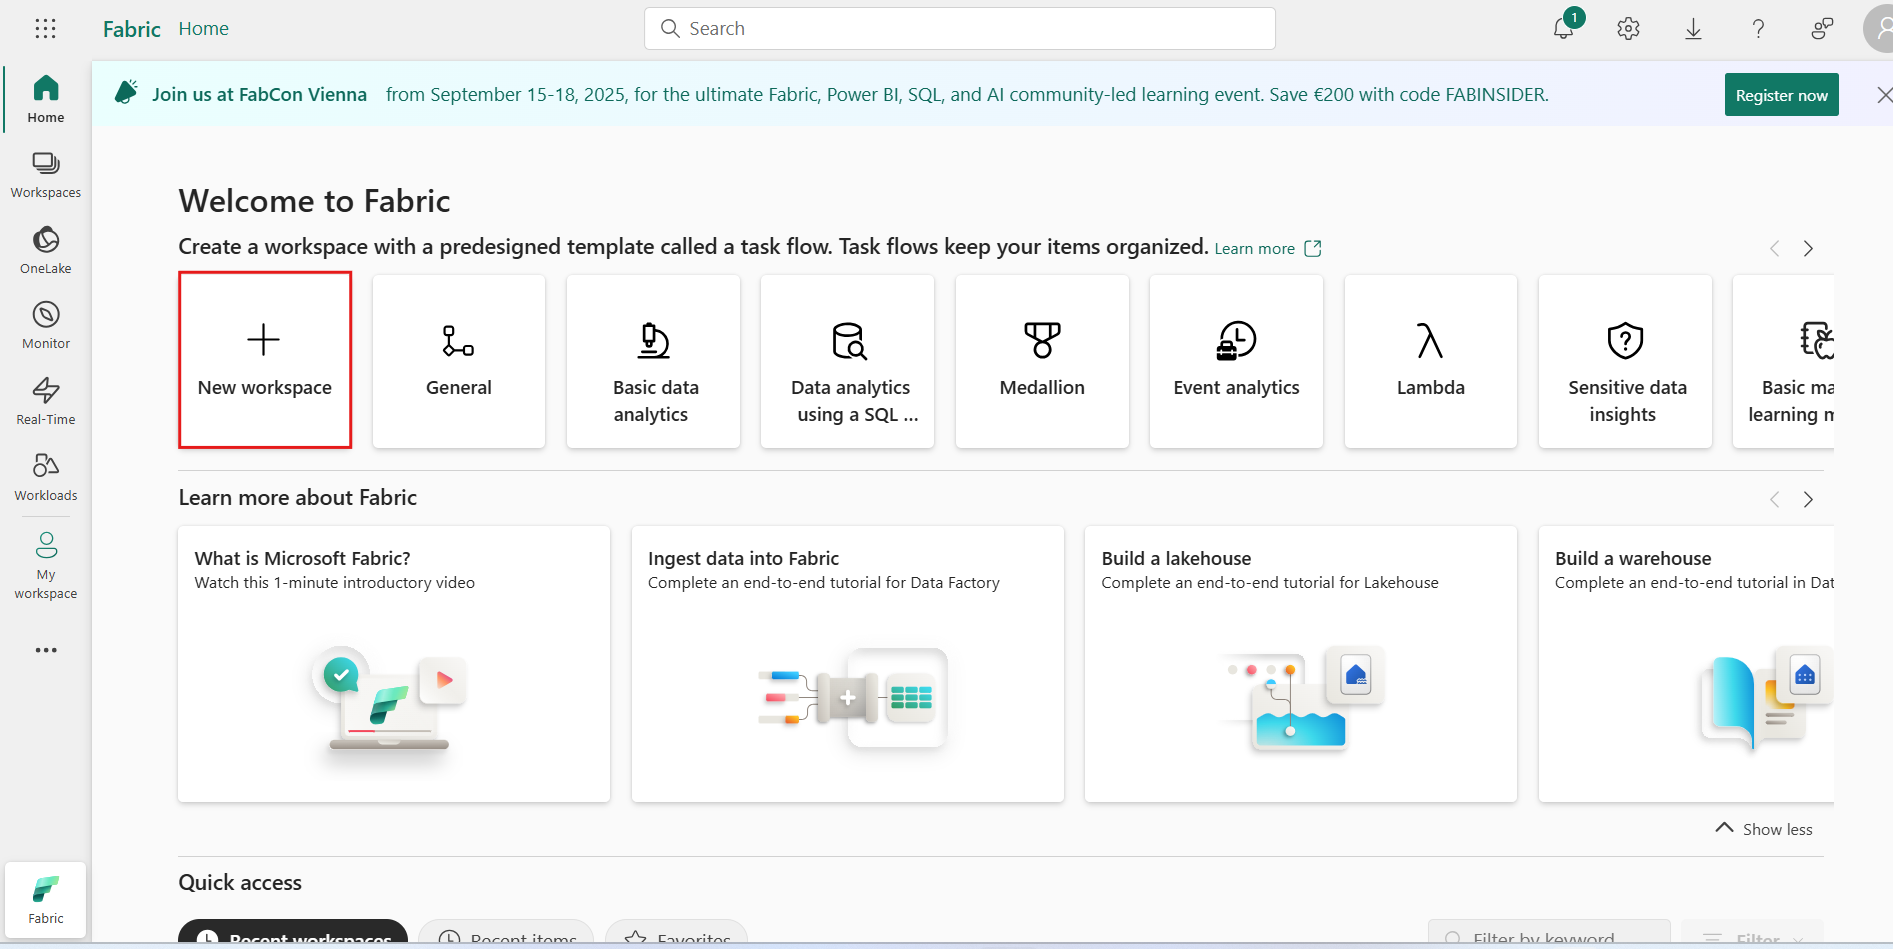 Fabric Home
Search
1
Join us at FabCon Vienna from September 15-18, 2025, for the ultimate Fabric, Power BI, SQL, and AI community-led learning event. Save €200 with code FABINSIDER.
Register now
Home
Workspaces
OneLake
Monitor
Real-Time
Workloads
My
workspace
Fabric
Welcome to Fabric
Create a workspace with a predesigned template called a task flow. Task flows keep your items organized. Learn more
New workspace
General
Basic data
analytics
Data analytics
using a SQL ...
Medallion
Event analytics
Lambda
Sensitive data
insights
Basic ma
learning m
Learn more about Fabric
What is Microsoft Fabric?
Watch this 1-minute introductory video
Ingest data into Fabric
Complete an end-to-end tutorial for Data Factory
Build a lakehouse
Complete an end-to-end tutorial for Lakehouse
Build a warehouse
Complete an end-to-end tutorial in Dat
Show less
Quick access
Recent workspaces
Recent items
Favorites
Filter by keyword
Filter